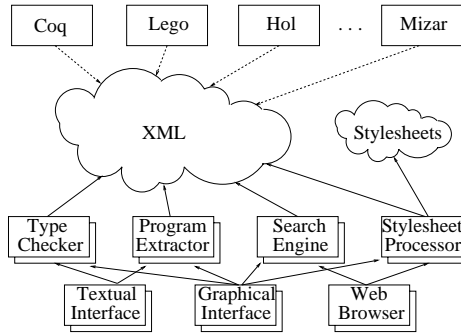 Coq
Lego
Hol
. . .
Mizar
XML
Stylesheets
Type
Checker
Program
Extractor
Search
Engine
Stylesheet
Processor
Textual
Interface
Graphical
Interface
Web
Browser